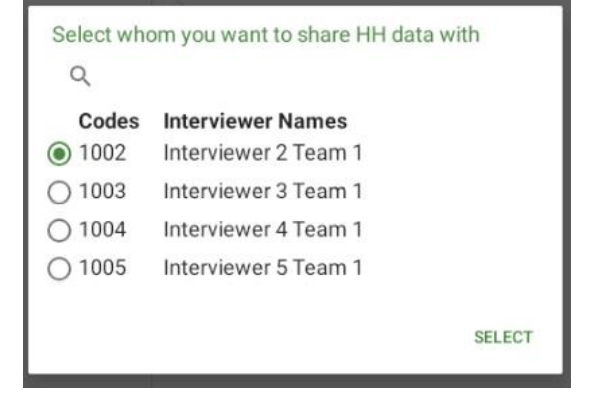 Select whom you want to share HH data with
Codes Interviewer Names
1002 Interviewer 2 Team 1
1003 Interviewer 3 Team 1
1004 Interviewer 4 Team 1
1005 Interviewer 5 Team 1
SELECT